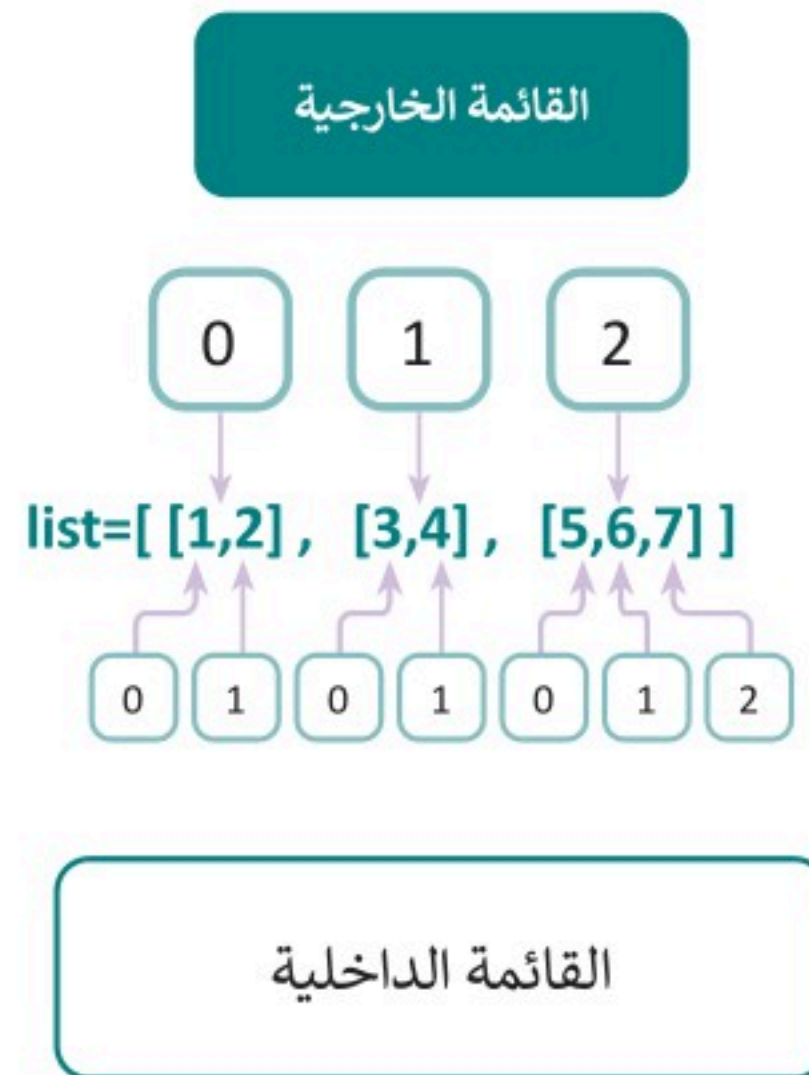 القائمة الخارجية
0 1 2
list=[ [1,2] , [3,4] , [5,6,7] ]
0 1 0 1 0 1 2
القائمة الداخلية